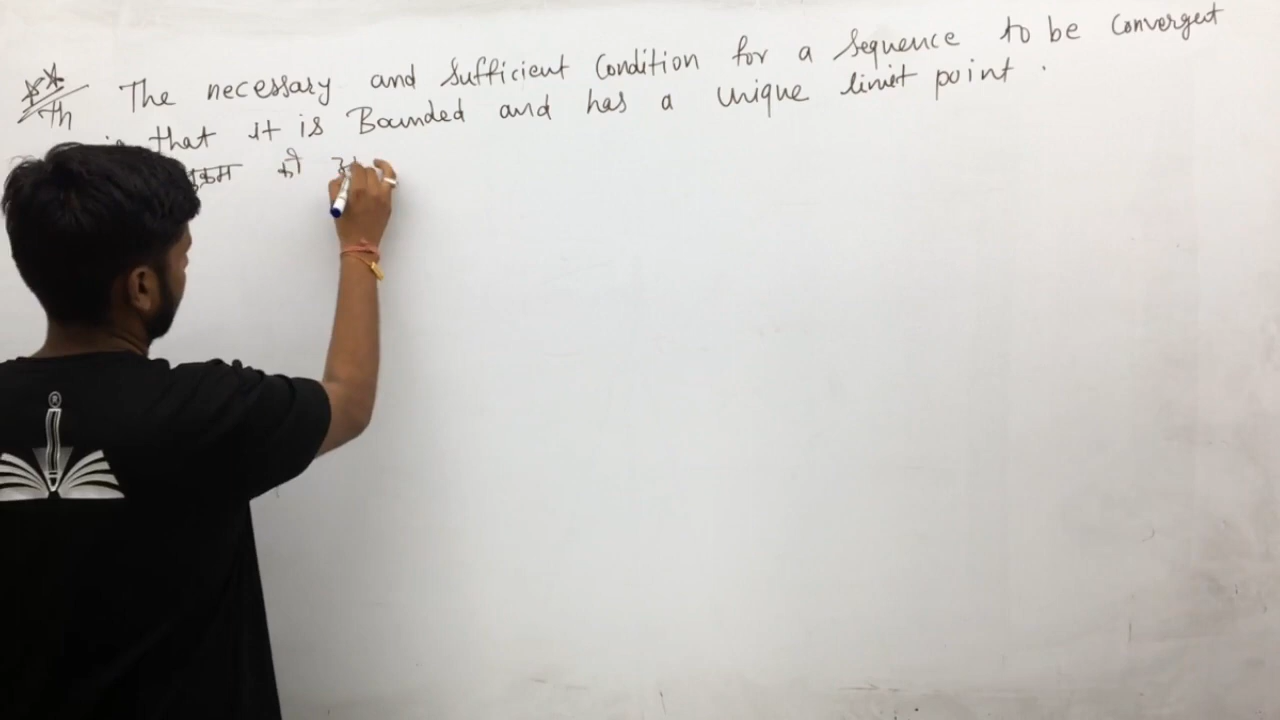 ** The necessary and sufficient Condition for a sequence to be Convergent
Th that it is Bounded and has a unique limit point .
की
®